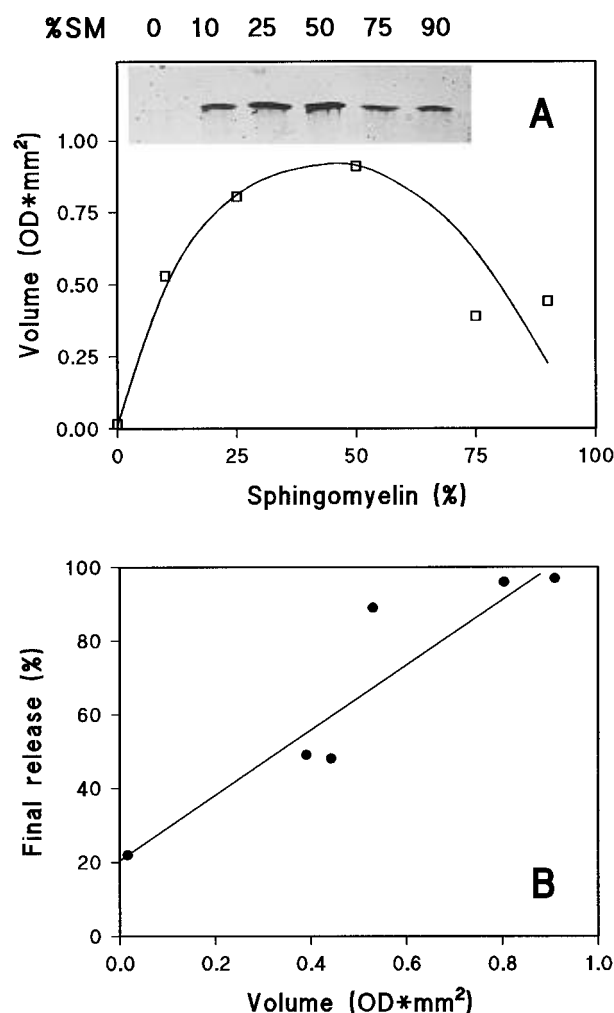 %SM 0 10 25 50 75 90
A
1.00
0.75
0.50
0.25
0.00
Volume (OD*mm²)
0 25 50 75 100
Sphingomyelin (%)
100
80
60
40
20
0
Final release (%)
B
0.0 0.2 0.4 0.6 0.8 1.0
Volume (OD*mm²)